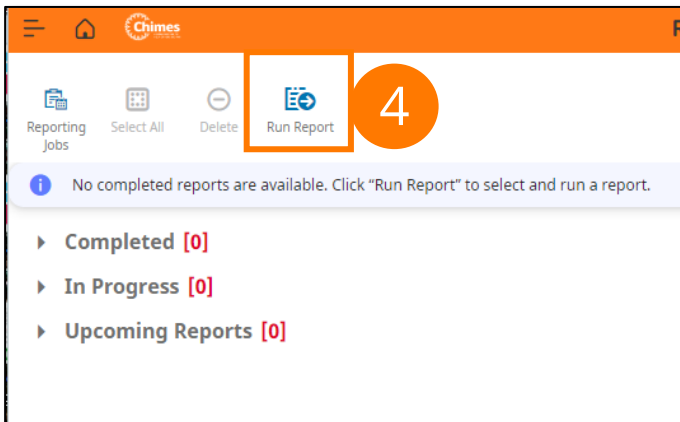 Chimes
R
Reporting Jobs
Select All
Delete
Run Report
4
No completed reports are available. Click "Run Report" to select and run a report.
Completed [0]
In Progress [0]
Upcoming Reports [0]